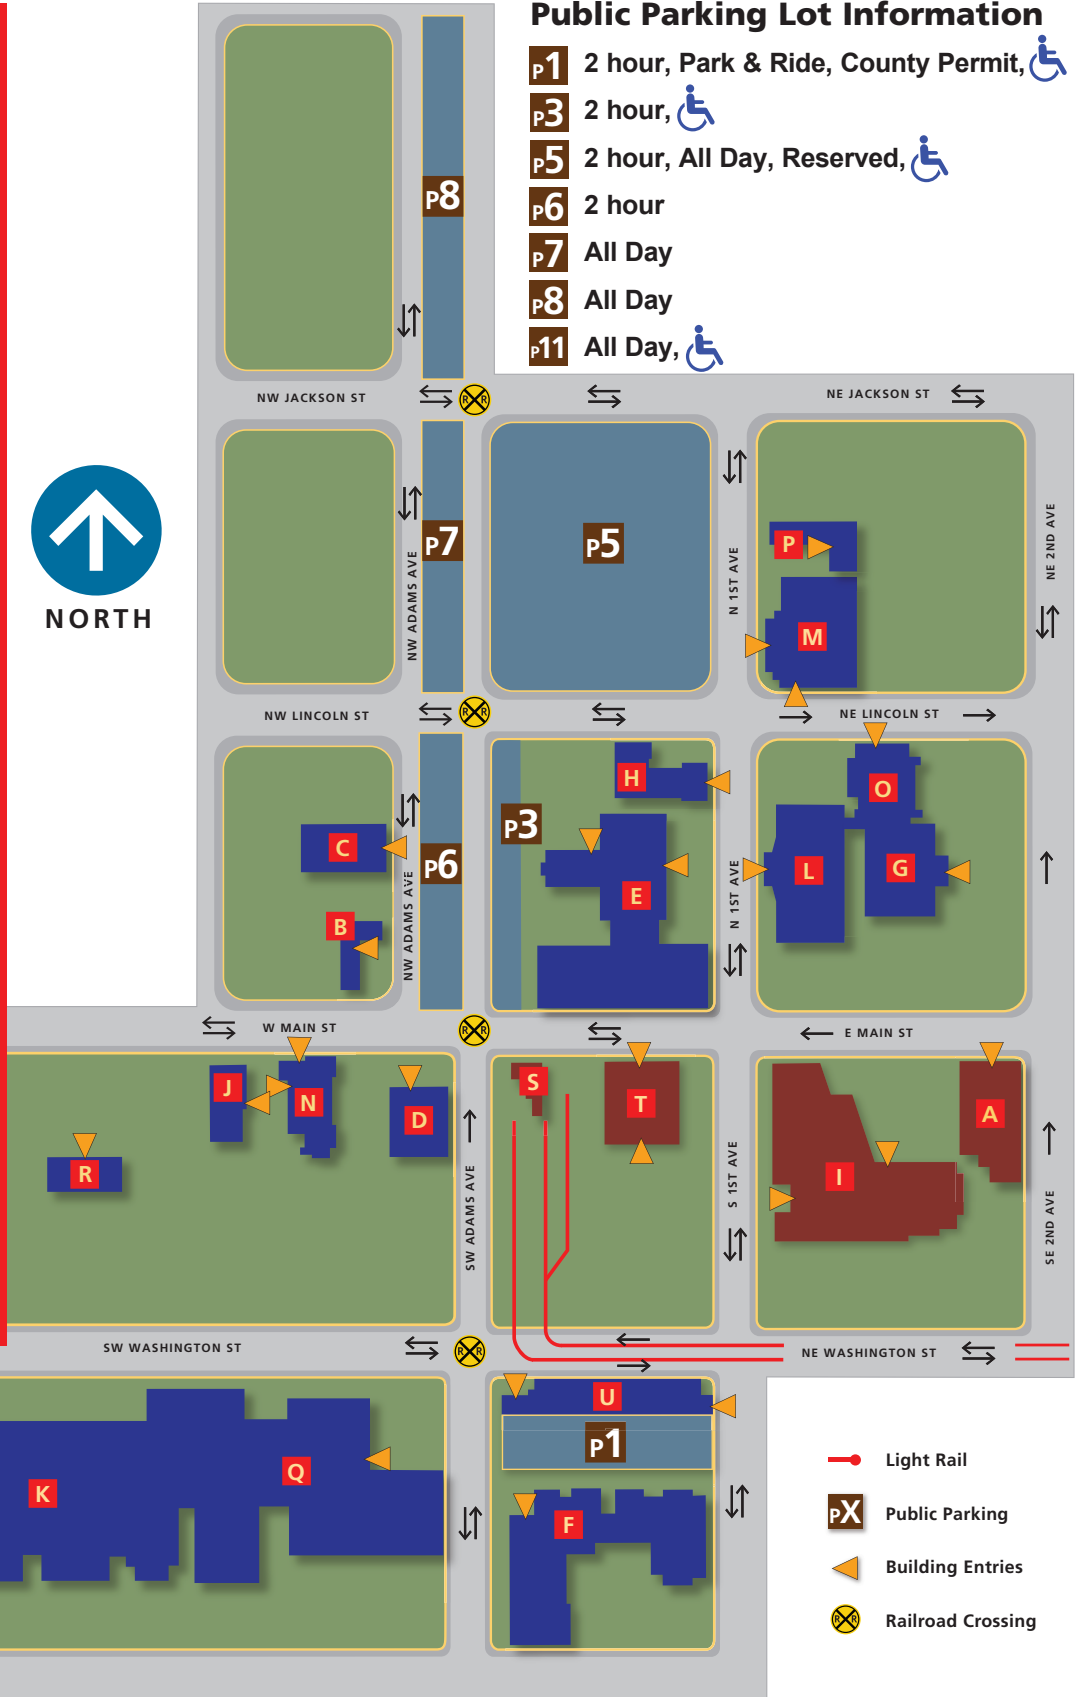 Public Parking Lot Information
P1 2 hour, Park & Ride, County Permit,
P3 2 hour,
P5 2 hour, All Day, Reserved,
P6 2 hour
P7 All Day
P8 All Day
P11 All Day,
P8
NW JACKSON ST
R R
NE JACKSON ST
NORTH
P7
P5
NW ADAMS AVE
N 1ST AVE
NE 2ND AVE
P
M
NW LINCOLN ST
R R
NE LINCOLN ST
H
O
P3
C
P6
E
L
G
B
NW ADAMS AVE
N 1ST AVE
W MAIN ST
R R
E MAIN ST
J
N
D
S
T
A
R
I
SW ADAMS AVE
S 1ST AVE
SE 2ND AVE
SW WASHINGTON ST
R R
NE WASHINGTON ST
U
P1
K
Q
F
Light Rail
PX Public Parking
Building Entries
R R Railroad Crossing